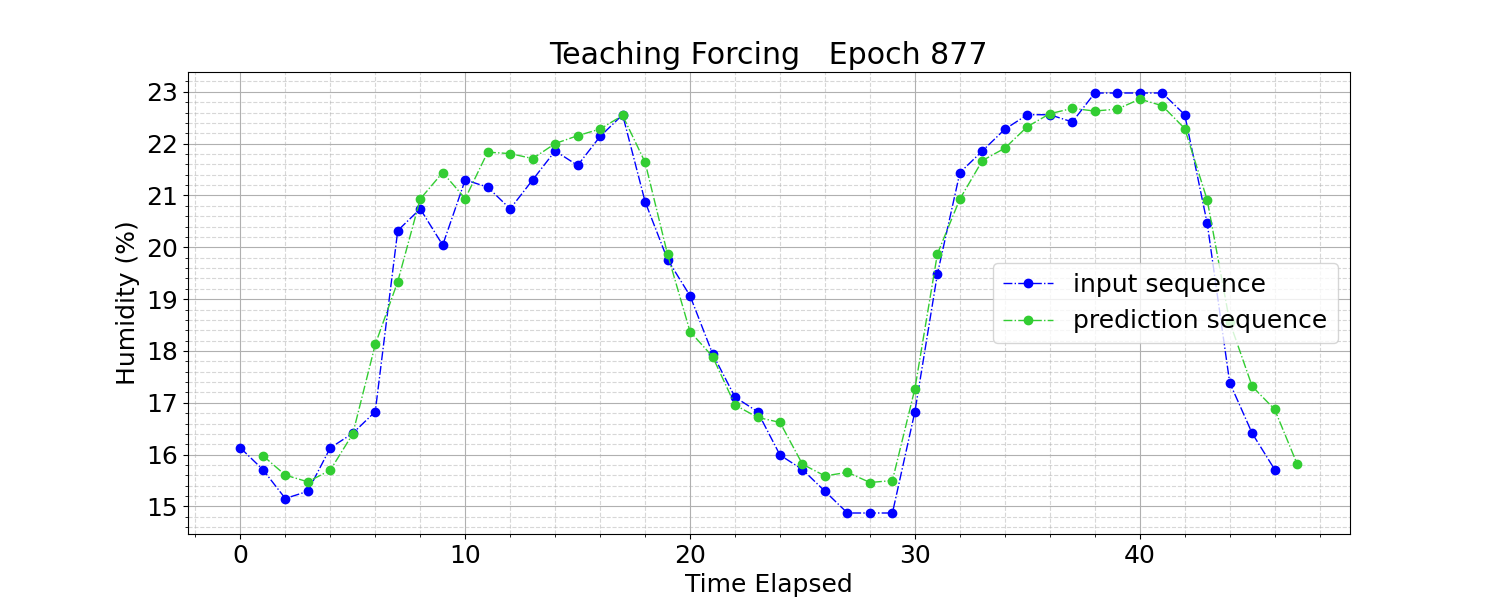 Teaching Forcing   Epoch 877
23
22
21
20
19
18
17
16
15
Humidity (%)
input sequence
prediction sequence
0 10 20 30 40
Time Elapsed